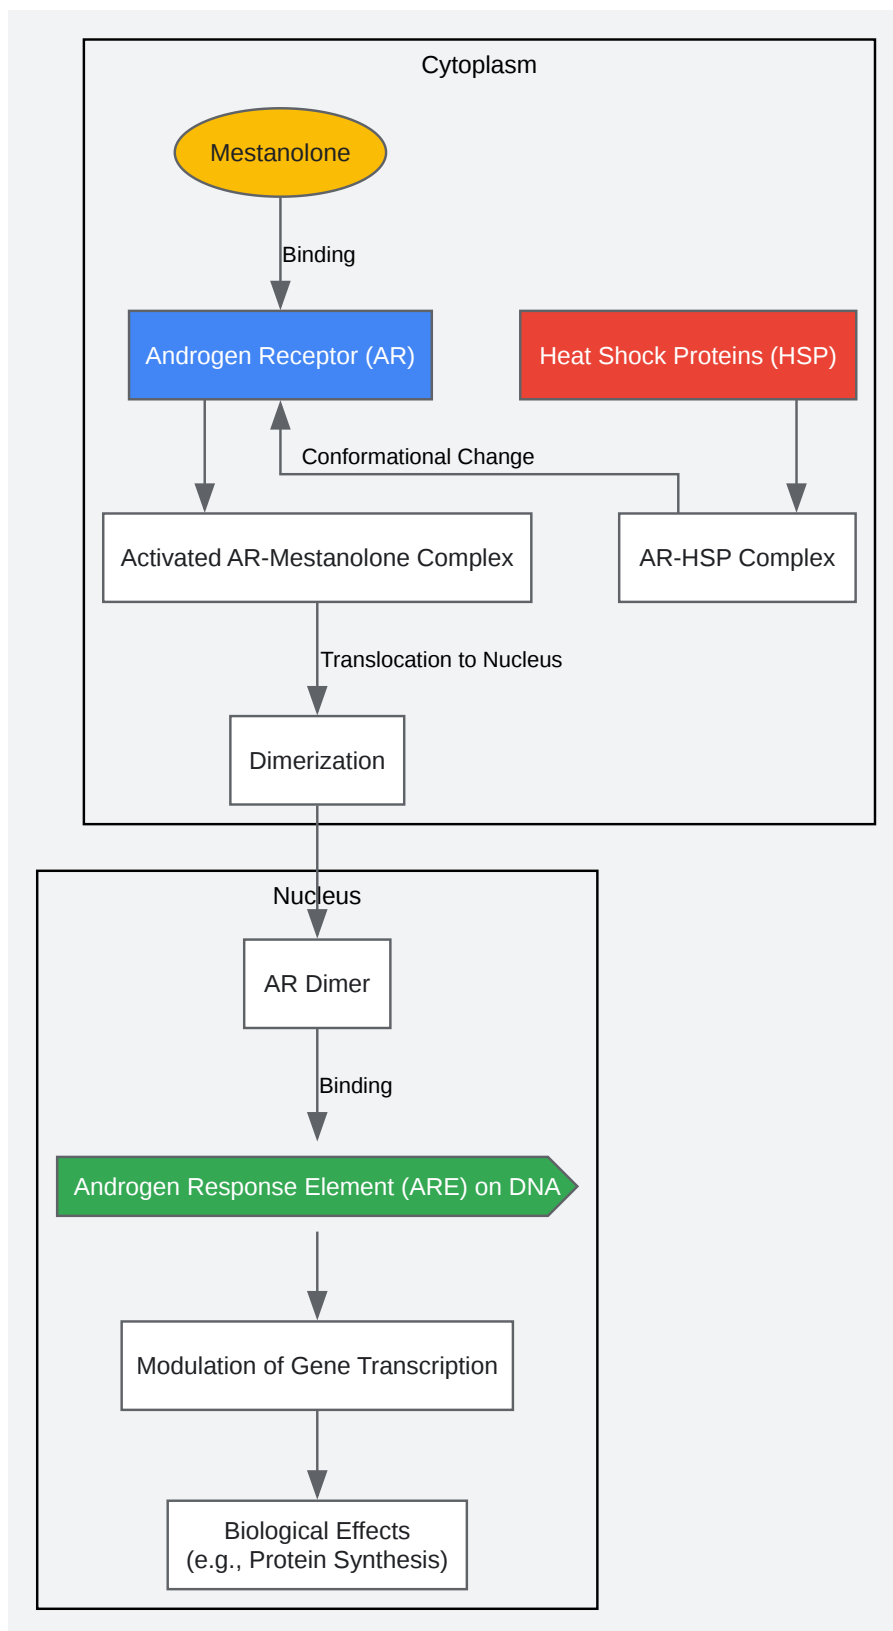 Cytoplasm
Mestanolone
Binding
Androgen Receptor (AR)
Heat Shock Proteins (HSP)
Conformational Change
Activated AR-Mestanolone Complex
AR-HSP Complex
Translocation to Nucleus
Dimerization
Nucleus
AR Dimer
Binding
Androgen Response Element (ARE) on DNA
Modulation of Gene Transcription
Biological Effects
(e.g., Protein Synthesis)